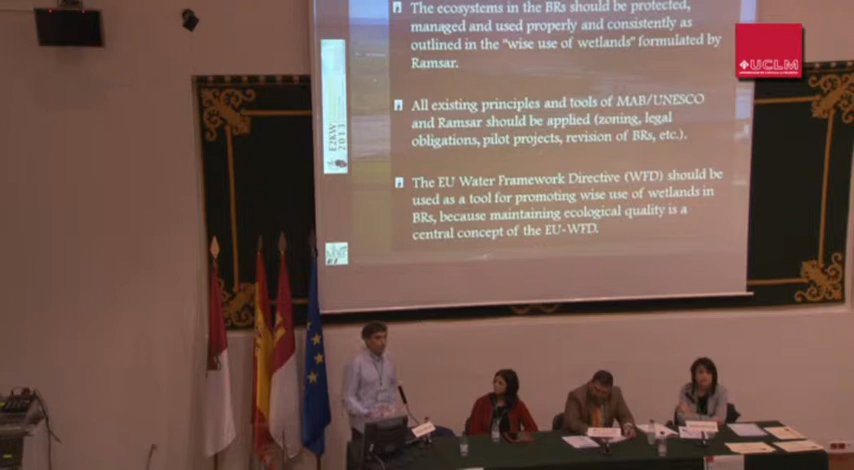 The ecosystems in the BRs should be protected,
managed and used properly and consistently as
outlined in the "wise use of wetlands" formulated by
Ramsar.
All existing principles and tools of MAB/UNESCO
and Ramsar should be applied (zoning, legal
obligations, pilot projects, revision of BRs, etc.).
The EU Water Framework Directive (WFD) should be
used as a tool for promoting wise use of wetlands in
BRs, because maintaining ecological quality is a
central concept of the EU-WFD.
E2KW
2013
UCLM